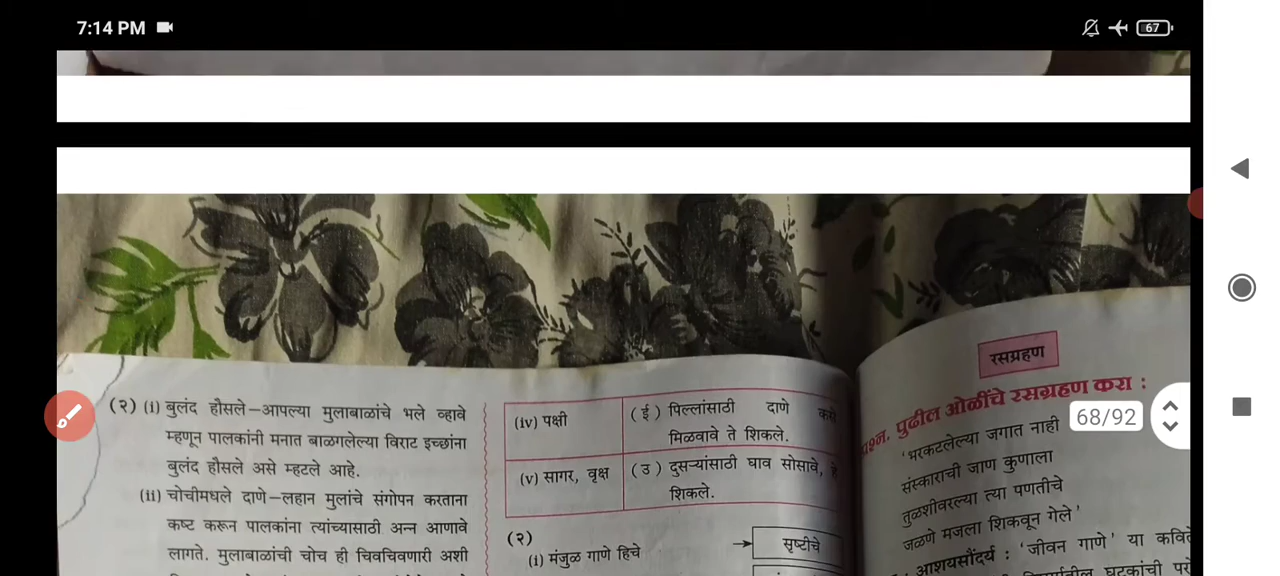 7:14 PM
67
(२) (i) बुलंद हौसले–आपल्या मुलाबाळांचे भले व्हावे
म्हणून पालकांनी मनात बाळगलेल्या विराट इच्छांना
बुलंद हौसले असे म्हटले आहे.
(ii) चोचीमधले दाणे–लहान मुलांचे संगोपन करताना
कष्ट करून पालकांना त्यांच्यासाठी अन्न आणावे
लागते. मुलाबाळांची चोच ही चिवचिवणारी अशी
(iv) पक्षी
(ई) पिल्लांसाठी दाणे कसे
मिळवावे ते शिकले.
(v) सागर, वृक्ष
(उ) दुसऱ्यांसाठी घाव सोसावे, हे
शिकले.
(२)
(i) मंजुळ गाणे हिचे
सृष्टीचे
रसग्रहण
प्रश्न. पुढील ओळींचे रसग्रहण करा :
'भरकटलेल्या जगात नाही
संस्काराची जाण कुणाला
तुळशीवरल्या त्या पणतीचे
जळणे मजला शिकवून गेले'
आशयसौंदर्य : 'जीवन गाणे' या
68/92